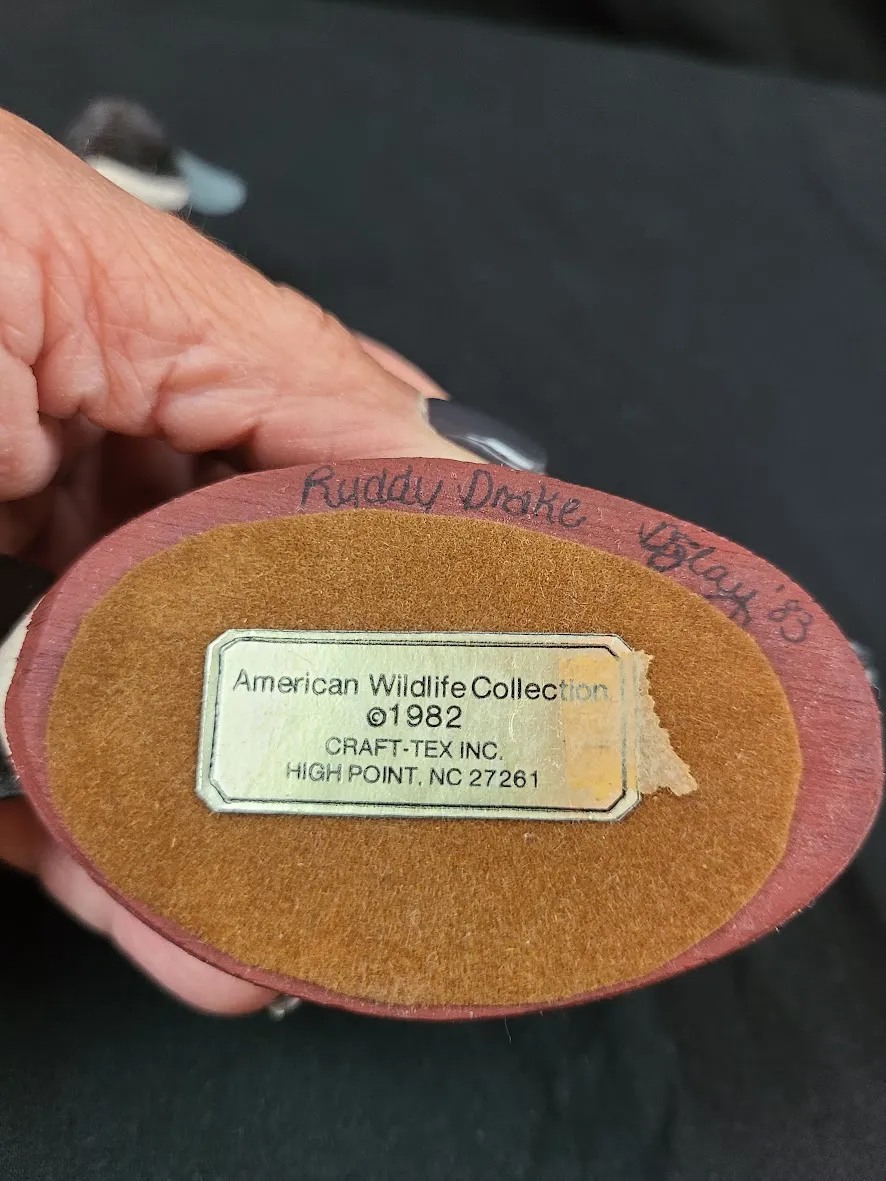 Ruddy Drake
'83
American Wildlife Collection
©1982
CRAFT-TEX INC.
HIGH POINT, NC 27261